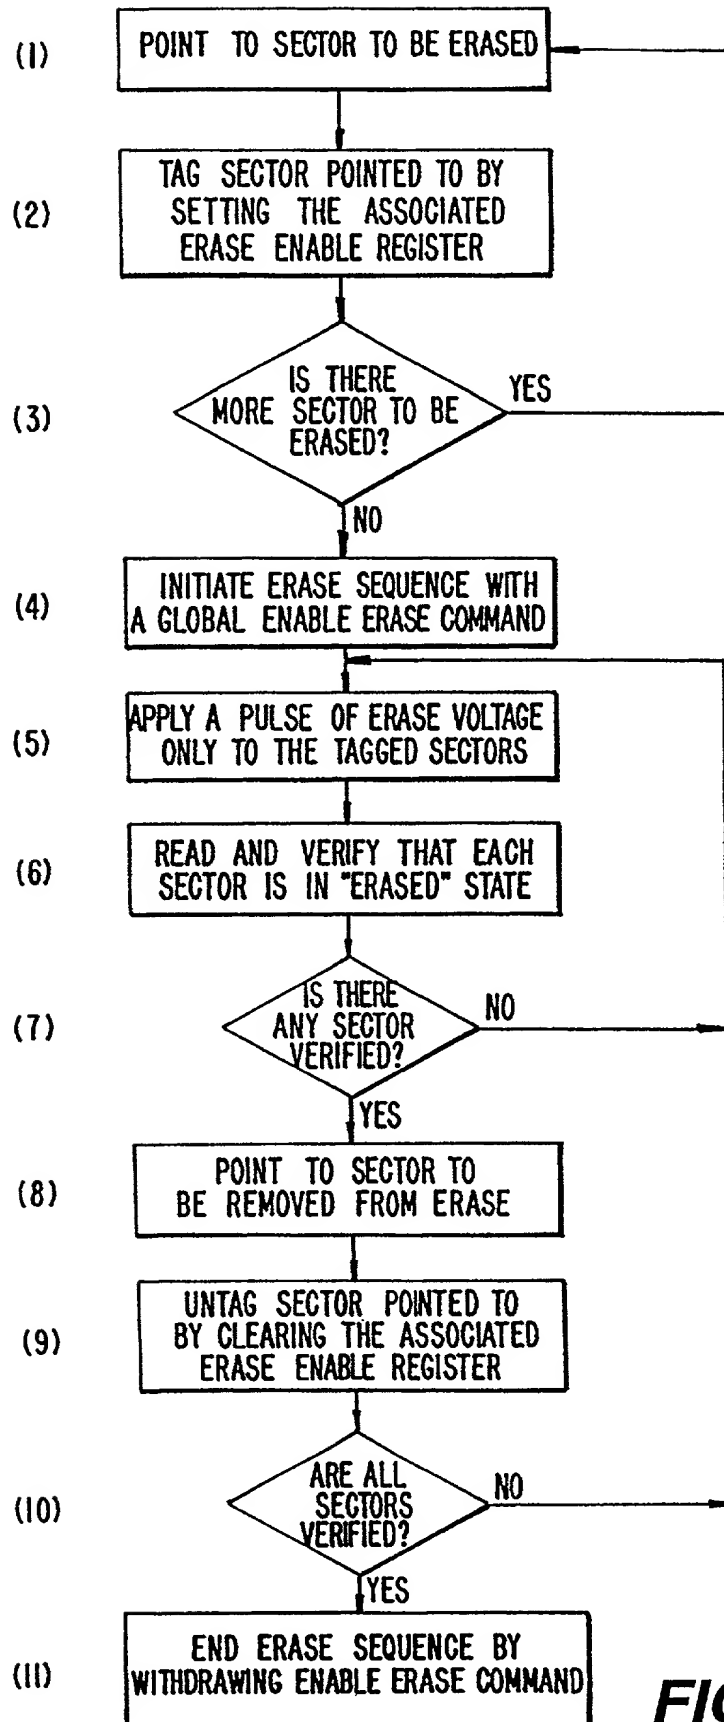 (1)
POINT TO SECTOR TO BE ERASED
(2)
TAG SECTOR POINTED TO BY
SETTING THE ASSOCIATED
ERASE ENABLE REGISTER
(3)
IS THERE
MORE SECTOR TO BE
ERASED?
YES
NO
(4)
INITIATE ERASE SEQUENCE WITH
A GLOBAL ENABLE ERASE COMMAND
(5)
APPLY A PULSE OF ERASE VOLTAGE
ONLY TO THE TAGGED SECTORS
(6)
READ AND VERIFY THAT EACH
SECTOR IS IN "ERASED" STATE
(7)
IS THERE
ANY SECTOR
VERIFIED?
NO
YES
(8)
POINT TO SECTOR TO
BE REMOVED FROM ERASE
(9)
UNTAG SECTOR POINTED TO
BY CLEARING THE ASSOCIATED
ERASE ENABLE REGISTER
(10)
ARE ALL
SECTORS
VERIFIED?
NO
YES
(11)
END ERASE SEQUENCE BY
WITHDRAWING ENABLE ERASE COMMAND
FIG